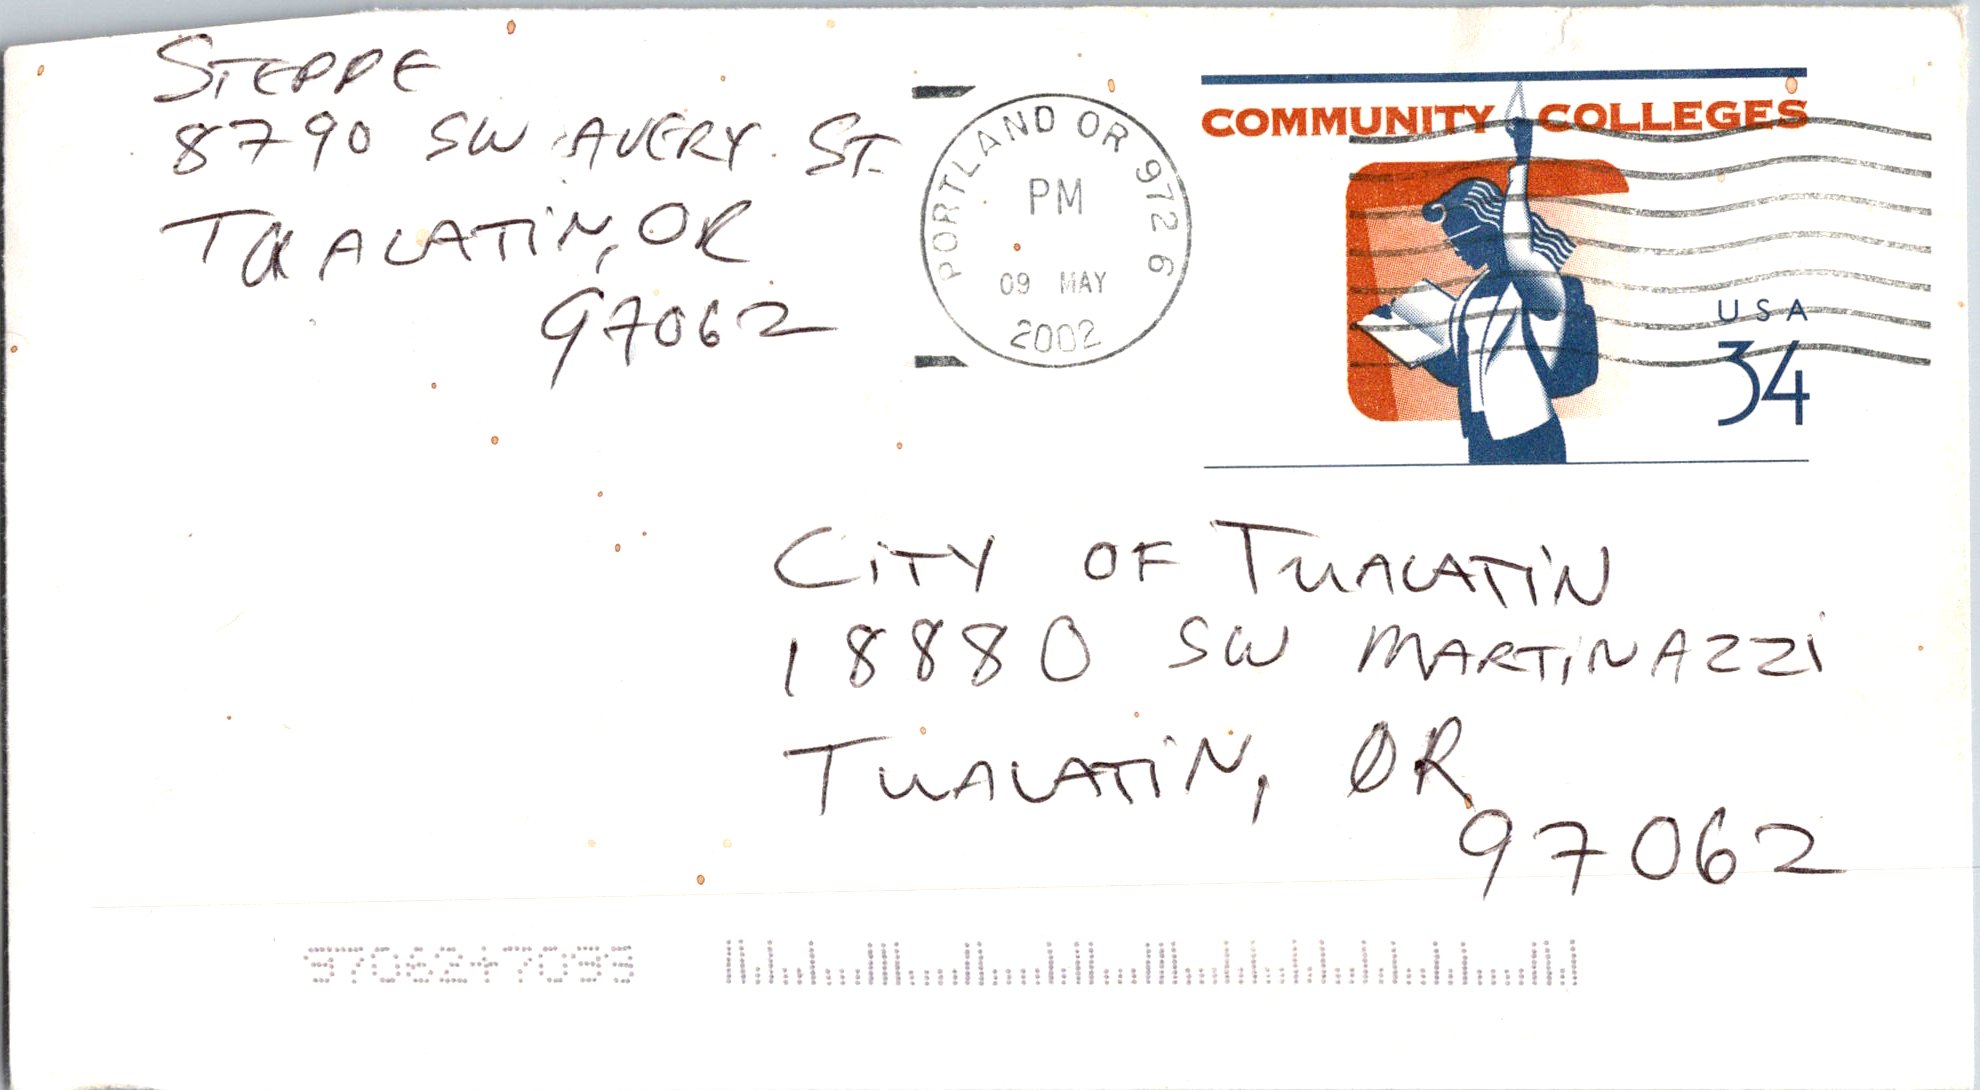 STEPPE
8790 SW AVERY ST.
TUALATIN, OR
97062
PORTLAND OR 97226
PM
09 MAY
2002
COMMUNITY COLLEGES
USA
34
CITY OF TUALATIN
18880 SW MARTINAZZI
TUALATIN, OR
97062